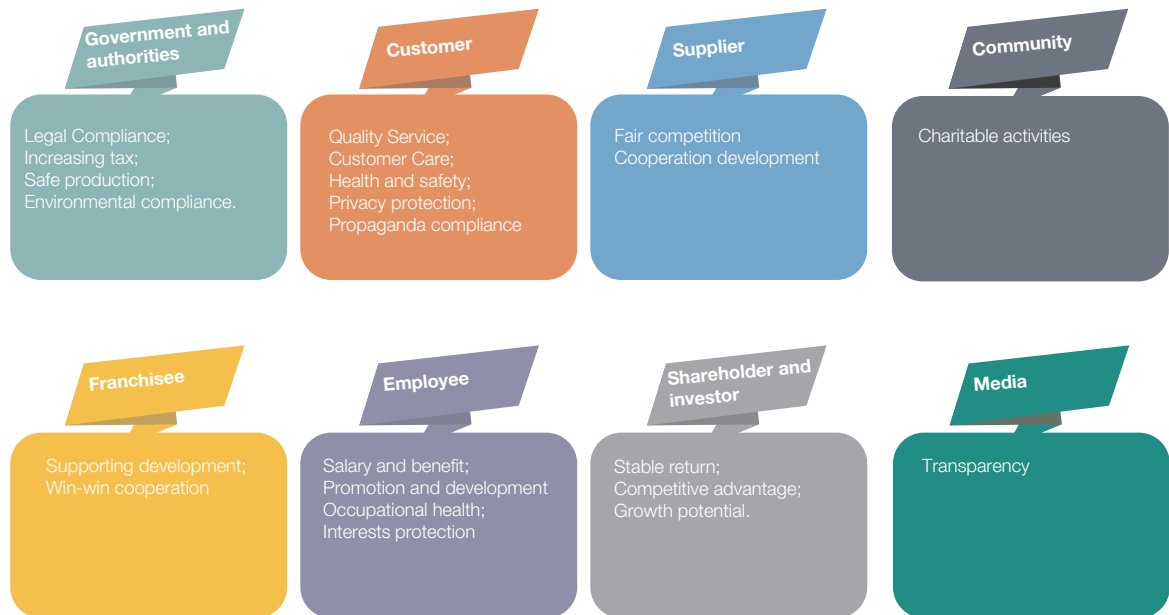 Government and
authorities
Legal Compliance;
Increasing tax;
Safe production;
Environmental compliance.
Customer
Quality Service;
Customer Care;
Health and safety;
Privacy protection;
Propaganda compliance
Supplier
Fair competition
Cooperation development
Community
Charitable activities
Franchisee
Supporting development;
Win-win cooperation
Employee
Salary and benefit;
Promotion and development
Occupational health;
Interests protection
Shareholder and
investor
Stable return;
Competitive advantage;
Growth potential.
Media
Transparency